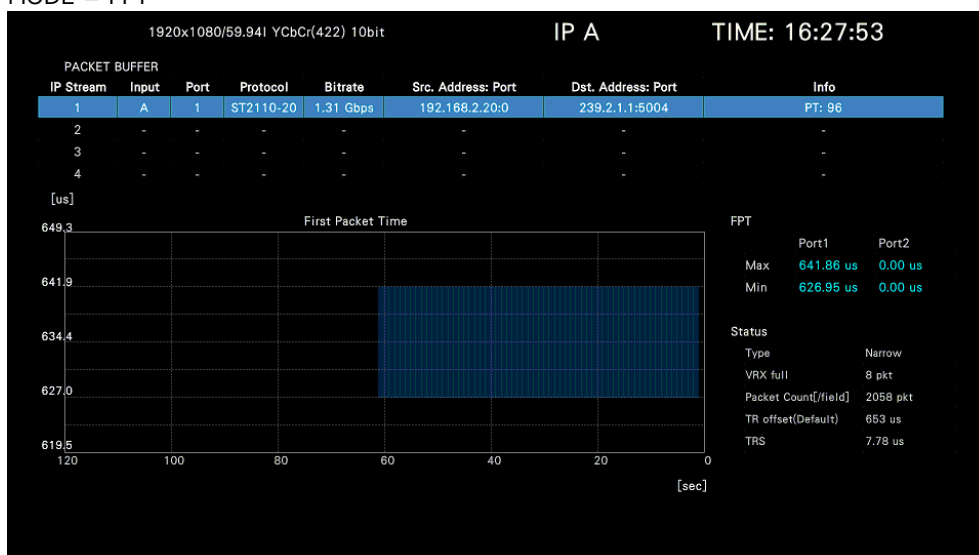 1920x1080/59.94I YCbCr(422) 10bit IP A TIME: 16:27:53
PACKET BUFFER
IP Stream Input Port Protocol Bitrate Src. Address: Port Dst. Address: Port Info
1 A 1 ST2110-20 1.31 Gbps 192.168.2.20:0 239.2.1.1:5004 PT: 96
2 - - - - - - -
3 - - - - - - -
4 - - - - - - -
[us]
First Packet Time
649.3
641.9
634.4
627.0
619.5
120 100 80 60 40 20 0
[sec]
FPT
Port1 Port2
Max 641.86 us 0.00 us
Min 626.95 us 0.00 us
Status
Type Narrow
VRX full 8 pkt
Packet Count[/field] 2058 pkt
TR offset(Default) 653 us
TRS 7.78 us